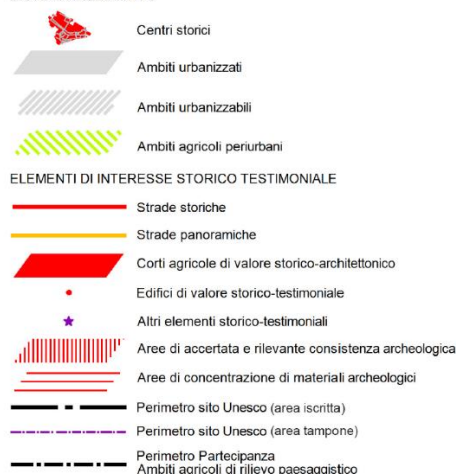 Centri storici
Ambiti urbanizzati
Ambiti urbanizzabili
Ambiti agricoli periurbani
ELEMENTI DI INTERESSE STORICO TESTIMONIALE
Strade storiche
Strade panoramiche
Corti agricole di valore storico-architettonico
Edifici di valore storico-testimoniale
Altri elementi storico-testimoniali
Aree di accertata e rilevante consistenza archeologica
Aree di concentrazione di materiali archeologici
Perimetro sito Unesco (area iscritta)
Perimetro sito Unesco (area tampone)
Perimetro Partecipanza
Ambiti agricoli di rilievo paesaggistico